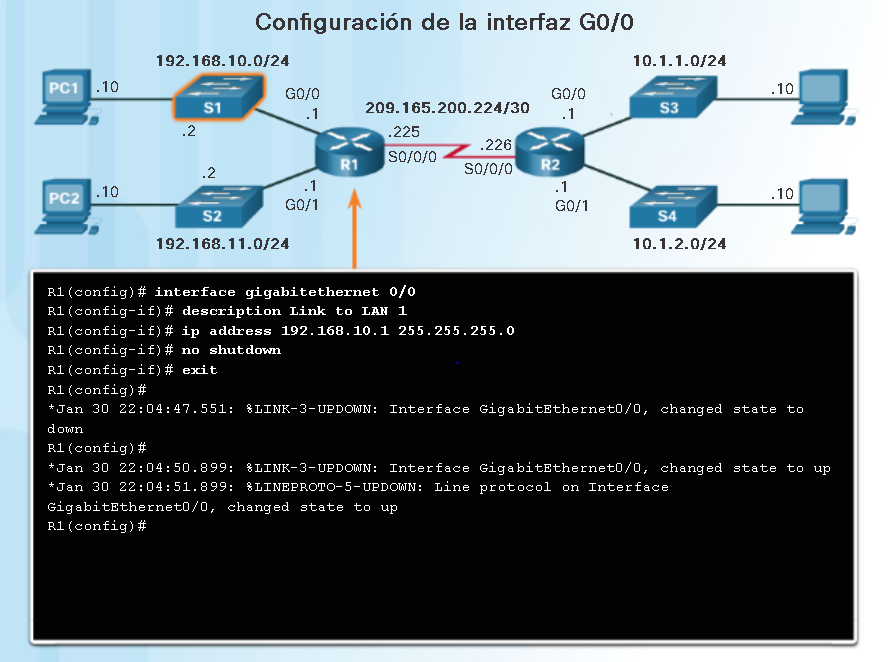 Configuración de la interfaz G0/0
192.168.10.0/24
10.1.1.0/24
PC1
.10
S1
G0/0
.1
.2
209.165.200.224/30
.225
S0/0/0
R1
.226
S0/0/0
R2
G0/0
.1
S3
.10
PC2
.10
.2
S2
.1
G0/1
.1
G0/1
S4
.10
192.168.11.0/24
10.1.2.0/24
R1(config)# interface gigabitethernet 0/0
R1(config-if)# description Link to LAN 1
R1(config-if)# ip address 192.168.10.1 255.255.255.0
R1(config-if)# no shutdown
R1(config-if)# exit
R1(config)#
*Jan 30 22:04:47.551: %LINK-3-UPDOWN: Interface GigabitEthernet0/0, changed state to
down
R1(config)#
*Jan 30 22:04:50.899: %LINK-3-UPDOWN: Interface GigabitEthernet0/0, changed state to up
*Jan 30 22:04:51.899: %LINEPROTO-5-UPDOWN: Line protocol on Interface
GigabitEthernet0/0, changed state to up
R1(config)#